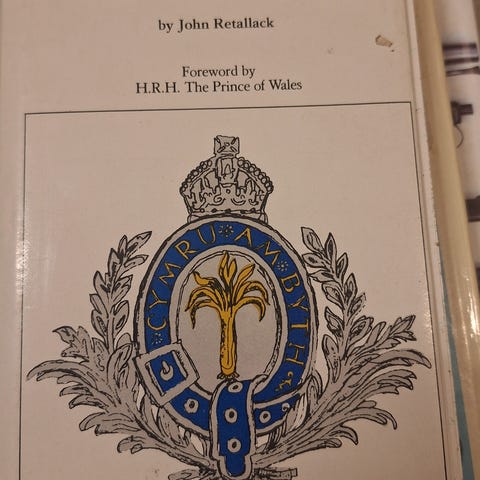 by John Retallack
Foreword by
H.R.H. The Prince of Wales
CYMRU AM BYTH